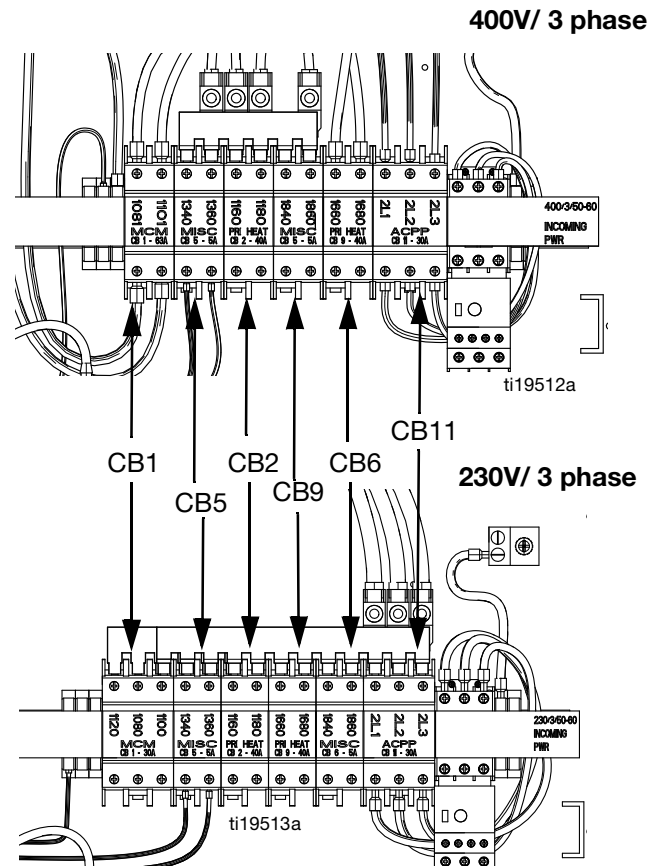 400V/ 3 phase
1081 1101 1340 1360 1160 1180 1840 1860 1660 1680 2L1 2L2 2L3
MCM MISC PRI HEAT MISC PRI HEAT ACPP
CB 1 - 63A CB 5 - 5A CB 2 - 40A CB 5 - 5A CB 9 - 40A CB 11 - 30A
400/3/50-60
INCOMING
PWR
ti19512a
CB11
CB1 CB2 CB6
CB9
CB5
230V/ 3 phase
1120 1080 1100 1340 1360 1160 1180 1660 1680 1840 1860 2L1 2L2 2L3
MCM MISC PRI HEAT PRI HEAT MISC ACPP
CB 1 - 30A CB 5 - 5A CB 2 - 40A CB 9 - 40A CB 6 - 5A CB 11 - 30A
230/3/50-60
INCOMING
PWR
ti19513a